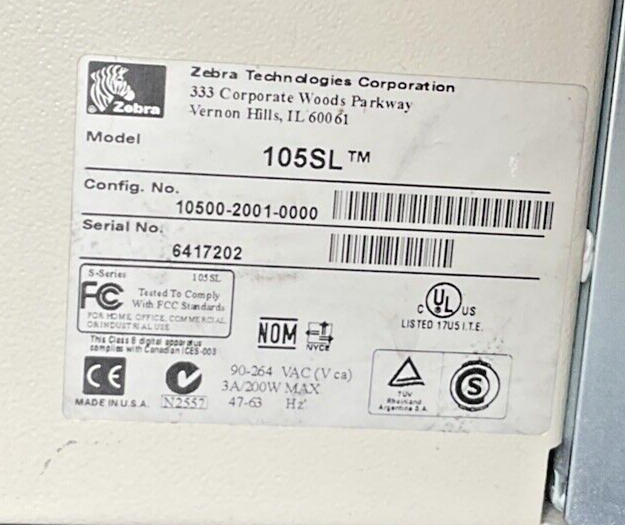 Zebra Technologies Corporation
333 Corporate Woods Parkway
Vernon Hills, IL 60061
® Zebra
Model
105SL™
Config. No.
10500-2001-0000
Serial No.
6417202
S-Series 105SL
FC Tested To Comply
With FCC Standards
FOR HOME, OFFICE, COMMERCIAL,
OR INDUSTRIAL USE
This Class B digital apparatus
complies with Canadian ICES-003
NOM
NYCE
C UL US
LISTED 17U5 I.T.E.
CE
MADE IN U.S.A.
N2557
90-264 VAC (V ca)
3A/200W MAX
47-63 Hz
TUV
Rheinland
Argentina S.A.
S